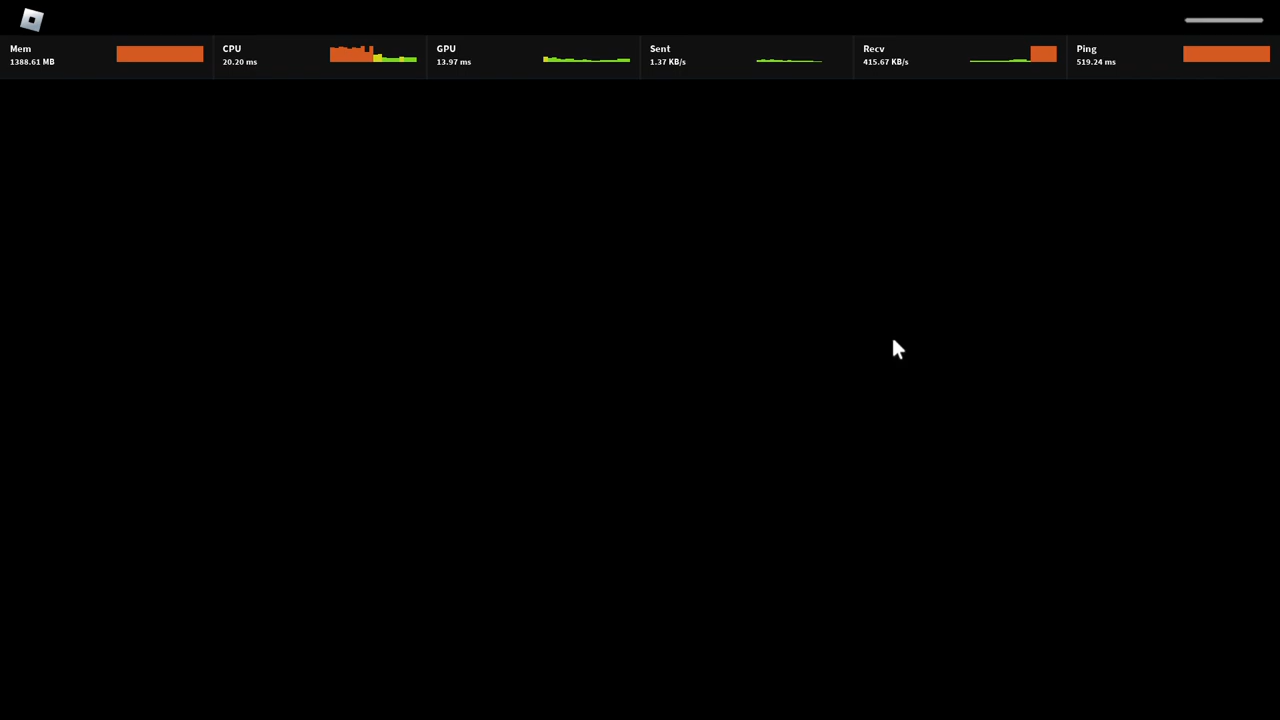 Mem
1388.61 MB
CPU
20.20 ms
GPU
13.97 ms
Sent
1.37 KB/s
Recv
415.67 KB/s
Ping
519.24 ms